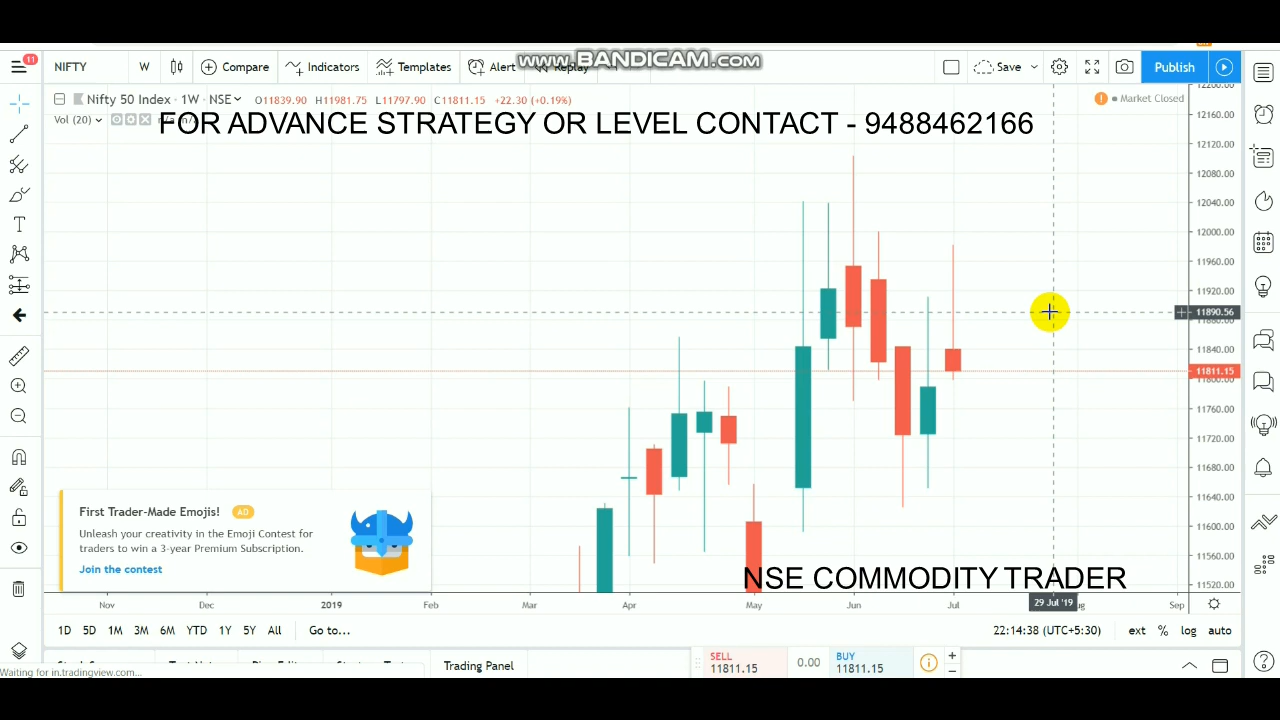 www.BANDICAM.com
11
NIFTY
W
Compare
Indicators
Templates
Alert
Replay
Save
Publish
Nifty 50 Index · 1W · NSE
O11839.90 H11981.75 L11797.90 C11811.15 +22.30 (+0.19%)
Market Closed
Vol (20)
n/a
FOR ADVANCE STRATEGY OR LEVEL CONTACT - 9488462166
12200.00
12160.00
12120.00
12080.00
12040.00
12000.00
11960.00
11920.00
11890.56
11880.00
11840.00
11811.15
11800.00
11760.00
11720.00
11680.00
11640.00
11600.00
11560.00
11520.00
First Trader-Made Emojis! AD
Unleash your creativity in the Emoji Contest for
traders to win a 3-year Premium Subscription.
Join the contest
NSE COMMODITY TRADER
Nov Dec 2019 Feb Mar Apr May Jun Jul 29 Jul '19 Sep
1D 5D 1M 3M 6M YTD 1Y 5Y All Go to...
22:14:38 (UTC+5:30) ext % log auto
Trading Panel
SELL
11811.15
0.00
BUY
11811.15
Waiting for in.tradingview.com...